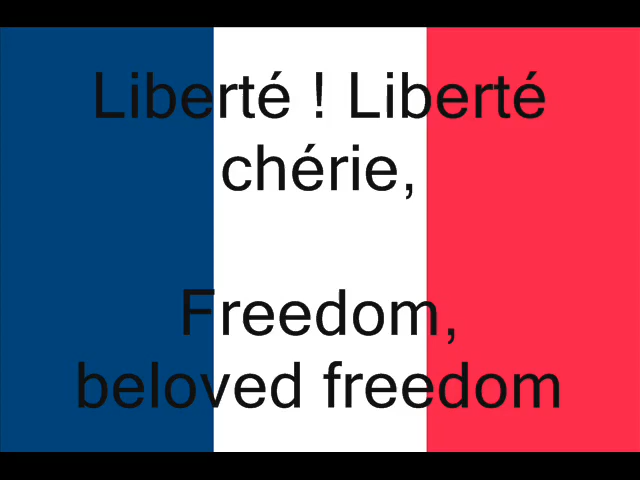 Liberté ! Liberté
chérie,
Freedom,
beloved freedom